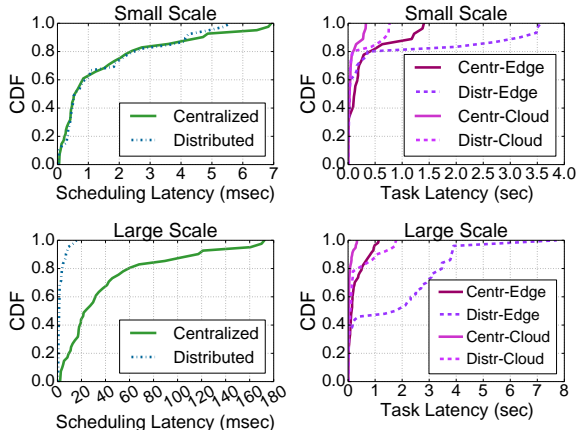 Small Scale
CDF
1.0
0.8
0.6
0.4
0.2
0.0
Centralized
Distributed
0 1 2 3 4 5 6 7
Scheduling Latency (msec)
Small Scale
CDF
1.0
0.8
0.6
0.4
0.2
0.0
Centr-Edge
Distr-Edge
Centr-Cloud
Distr-Cloud
0.0 0.5 1.0 1.5 2.0 2.5 3.0 3.5 4.0
Task Latency (sec)
Large Scale
CDF
1.0
0.8
0.6
0.4
0.2
0.0
Centralized
Distributed
0 20 40 60 80 100 120 140 160 180
Scheduling Latency (msec)
Large Scale
CDF
1.0
0.8
0.6
0.4
0.2
0.0
Centr-Edge
Distr-Edge
Centr-Cloud
Distr-Cloud
0 1 2 3 4 5 6 7 8
Task Latency (sec)